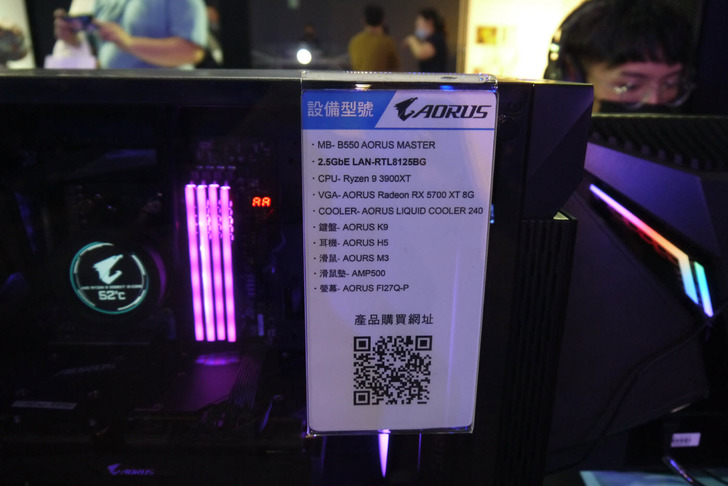 設備型號 AORUS
· MB- B550 AORUS MASTER
· 2.5GbE LAN-RTL8125BG
· CPU- Ryzen 9 3900XT
· VGA- AORUS Radeon RX 5700 XT 8G
· COOLER- AORUS LIQUID COOLER 240
· 鍵盤- AORUS K9
· 耳機- AORUS H5
· 滑鼠- AOURS M3
· 滑鼠墊- AMP500
· 螢幕- AORUS FI27Q-P
產品購買網址
AA
52°c
AORUS